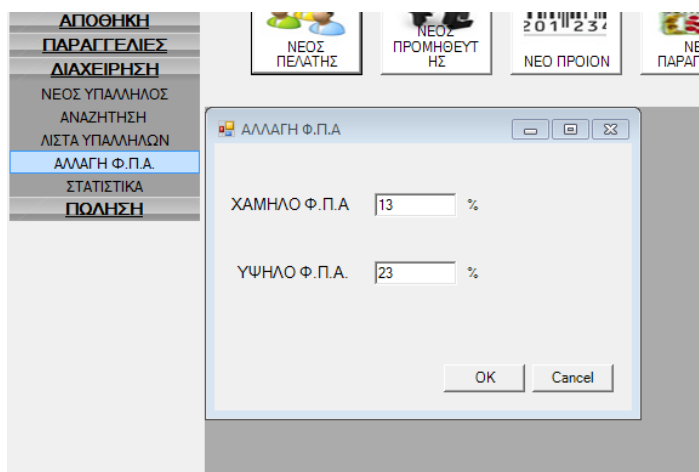 ΑΠΟΘΗΚΗ
ΠΑΡΑΓΓΕΛΙΕΣ
ΔΙΑΧΕΙΡΗΣΗ
ΝΕΟΣ ΥΠΑΛΛΗΛΟΣ
ΑΝΑΖΗΤΗΣΗ
ΛΙΣΤΑ ΥΠΑΛΛΗΛΩΝ
ΑΛΛΑΓΗ Φ.Π.Α.
ΣΤΑΤΙΣΤΙΚΑ
ΠΩΛΗΣΗ
ΝΕΟΣ
ΠΕΛΑΤΗΣ
ΝΕΟΣ
ΠΡΟΜΗΘΕΥΤ
ΗΣ
ΝΕΟ ΠΡΟΙΟΝ
ΑΛΛΑΓΗ Φ.Π.Α
ΧΑΜΗΛΟ Φ.Π.Α 13 %
ΥΨΗΛΟ Φ.Π.Α. 23 %
OK Cancel